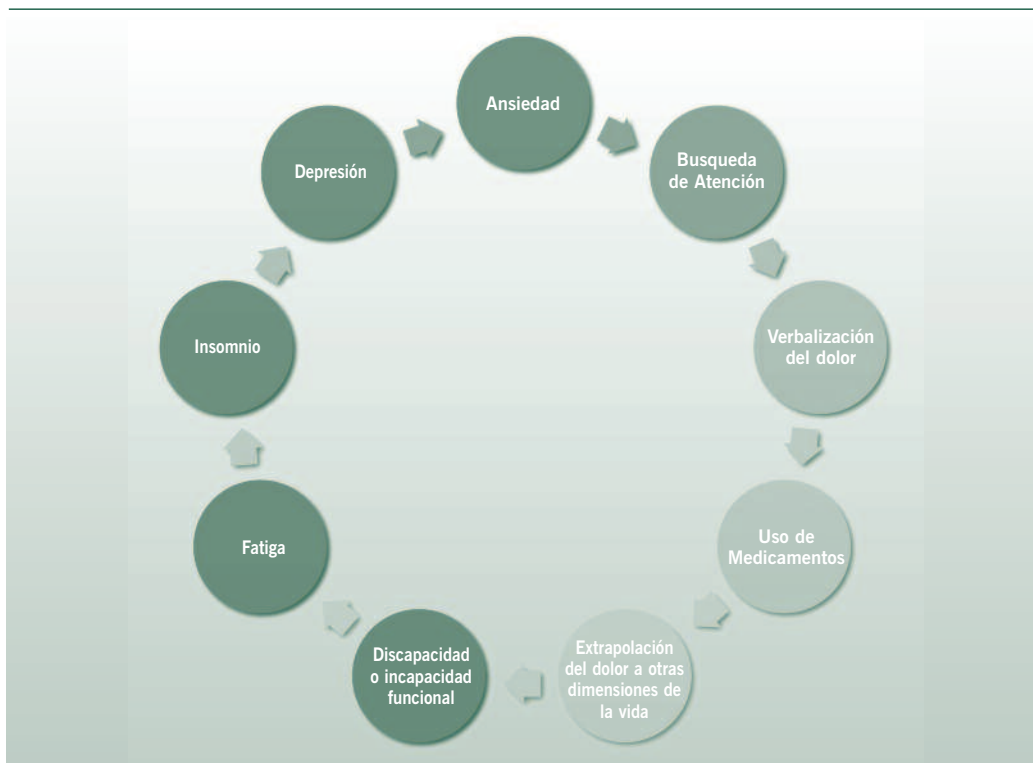 Ansiedad
Busqueda
de Atención
Verbalización
del dolor
Uso de
Medicamentos
Extrapolación
del dolor a otras
dimensiones de
la vida
Discapacidad
o incapacidad
funcional
Fatiga
Insomnio
Depresión